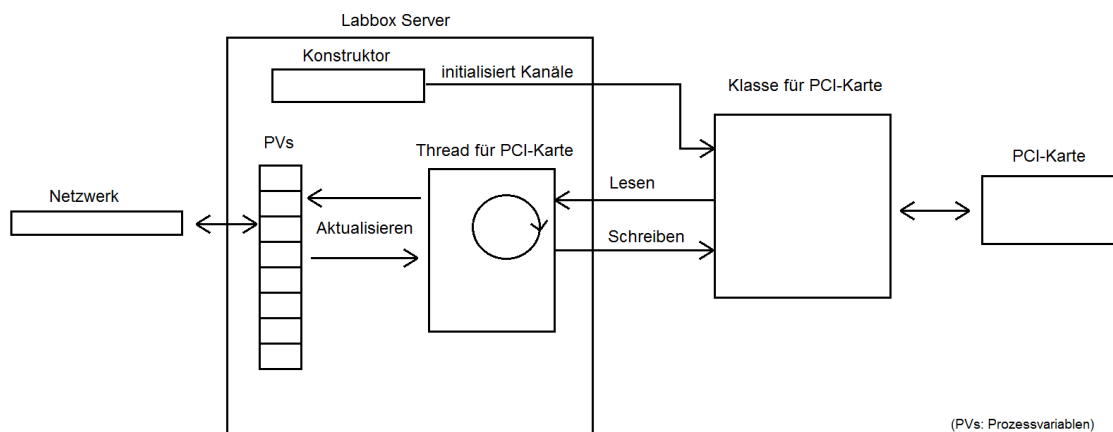 Labbox Server
Konstruktor
initialisiert Kanäle
Klasse für PCI-Karte
PVs
Thread für PCI-Karte
PCI-Karte
Netzwerk
Lesen
Aktualisieren
Schreiben
(PVs: Prozessvariablen)